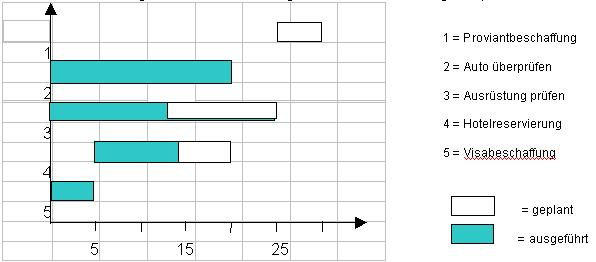 1
2
3
4
5
5 15 25
1 = Proviantbeschaffung
2 = Auto überprüfen
3 = Ausrüstung prüfen
4 = Hotelreservierung
5 = Visabeschaffung
= geplant
= ausgeführt